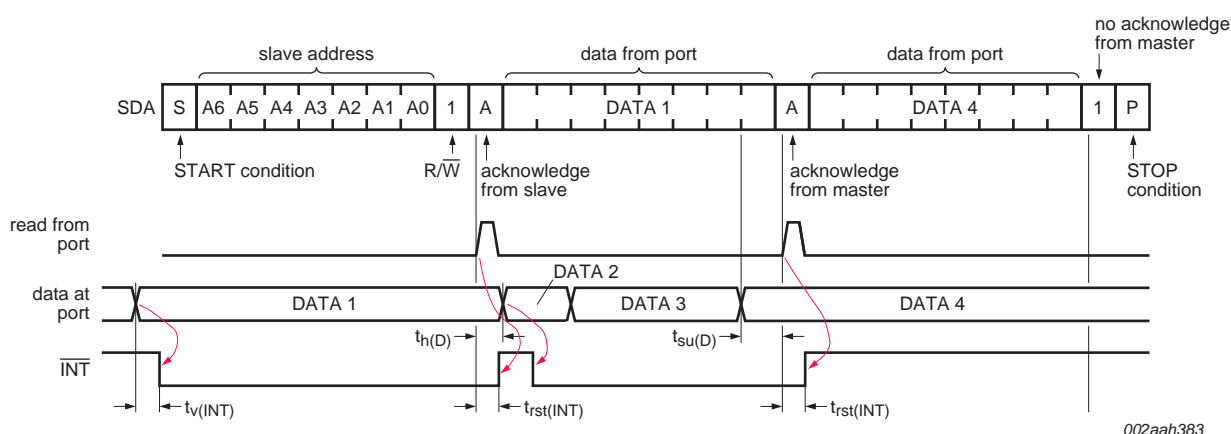 no acknowledge
from master
slave address
data from port
data from port
SDA S A6 A5 A4 A3 A2 A1 A0 1 A DATA 1 A DATA 4 1 P
START condition
R/W̅
acknowledge
from slave
acknowledge
from master
STOP
condition
read from
port
DATA 2
data at
port
DATA 1
DATA 3
DATA 4
th(D)
tsu(D)
I̅N̅T̅
tv(INT)
trst(INT)
trst(INT)
002aah383